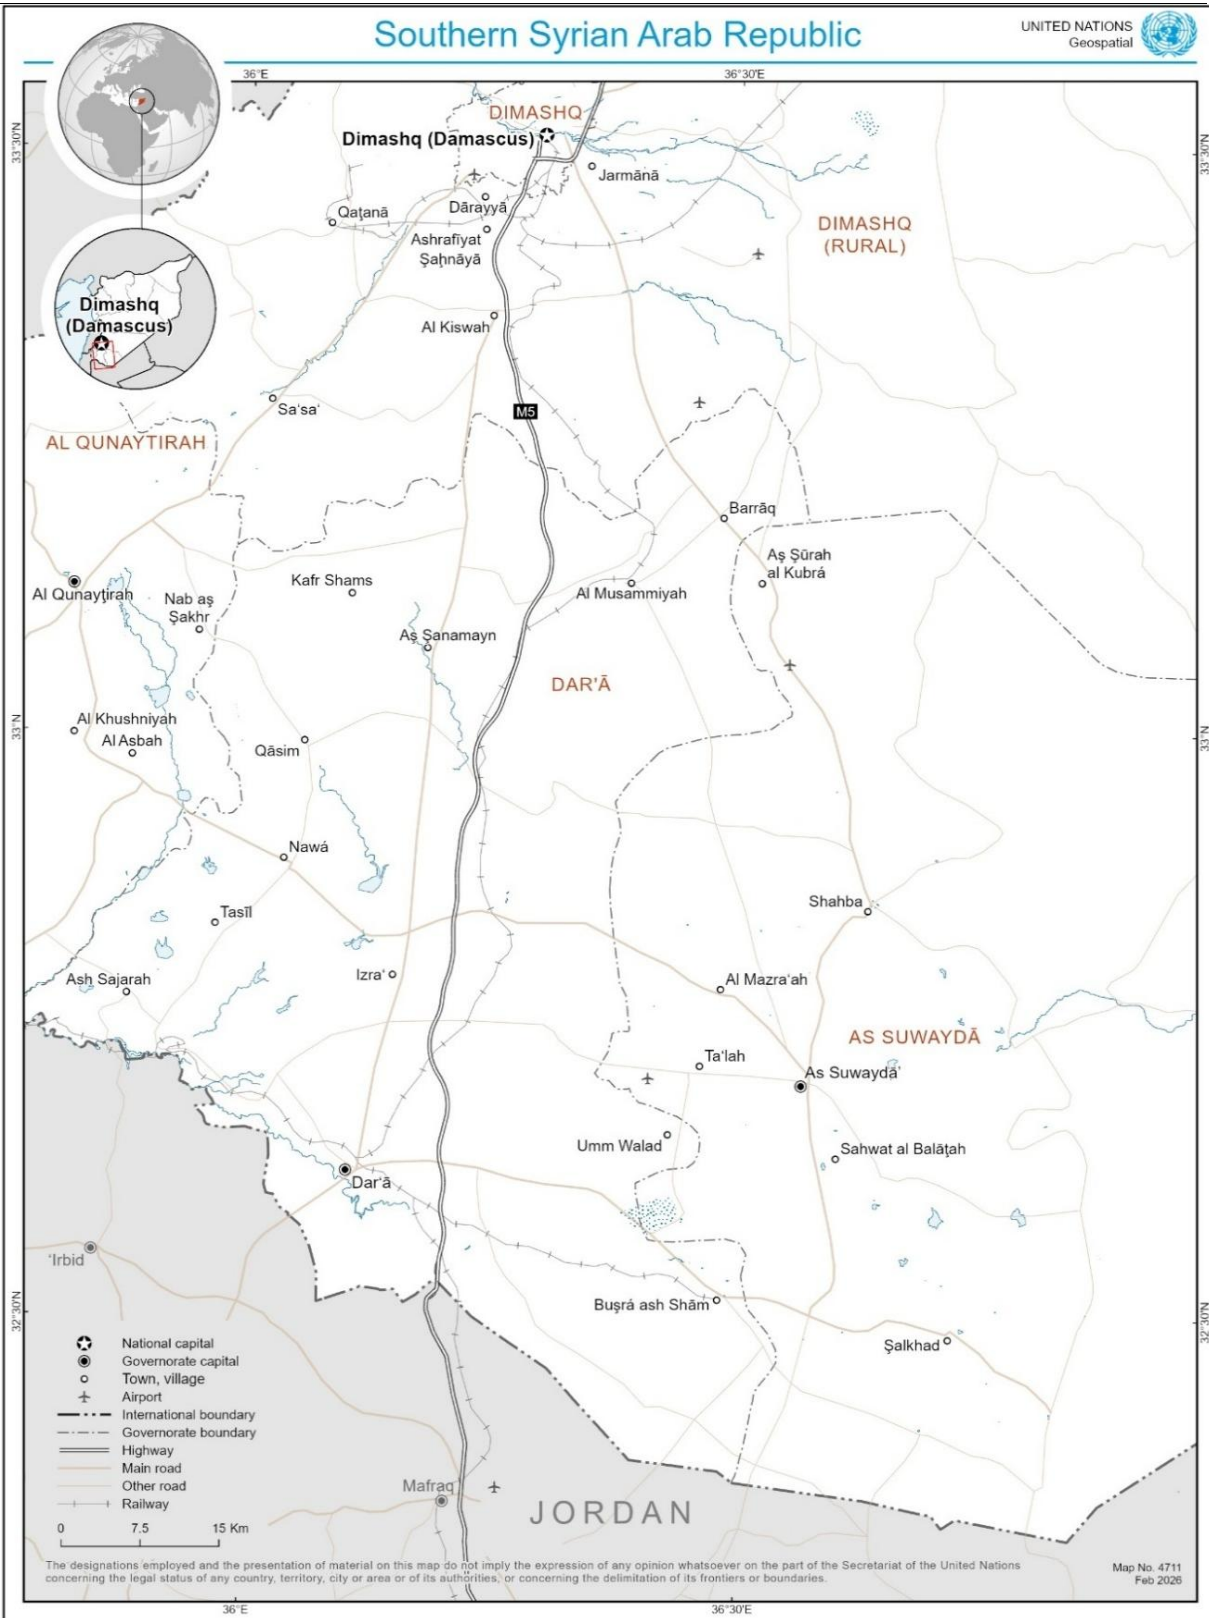 Southern Syrian Arab Republic
UNITED NATIONS
Geospatial
36°E
36°30'E
33°30'N
33°30'N
DIMASHQ
Dimashq (Damascus)
Jarmānā
Qaţanā
Dārayyā
Ashrafīyat
Şaḩnāyā
DIMASHQ
(RURAL)
Dimashq
(Damascus)
Al Kiswah
Sa‘sa‘
M5
AL QUNAYTIRAH
Barrāq
Aş Şūrah
al Kubrá
Al Qunayţirah
Nab aş
Şakhr
Kafr Shams
Al Musammiyah
Aş Şanamayn
DAR'Ā
Al Khushniyah
Al Asbah
Qāsim
33°N
33°N
Nawá
Shahba
Tasīl
Izra‘
Al Mazra‘ah
Ash Sajarah
AS SUWAYDĀ
Ta‘lah
As Suwaydā’
Umm Walad
Sahwat al Balāţah
Dar‘ā
‘Irbid
Buşrá ash Shām
32°30'N
32°30'N
Şalkhad
National capital
Governorate capital
Town, village
Airport
International boundary
Governorate boundary
Highway
Main road
Other road
Railway
0 7.5 15 Km
Mafraq
JORDAN
The designations employed and the presentation of material on this map do not imply the expression of any opinion whatsoever on the part of the Secretariat of the United Nations
concerning the legal status of any country, territory, city or area or of its authorities, or concerning the delimitation of its frontiers or boundaries.
Map No. 4711
Feb 2026
36°E
36°30'E